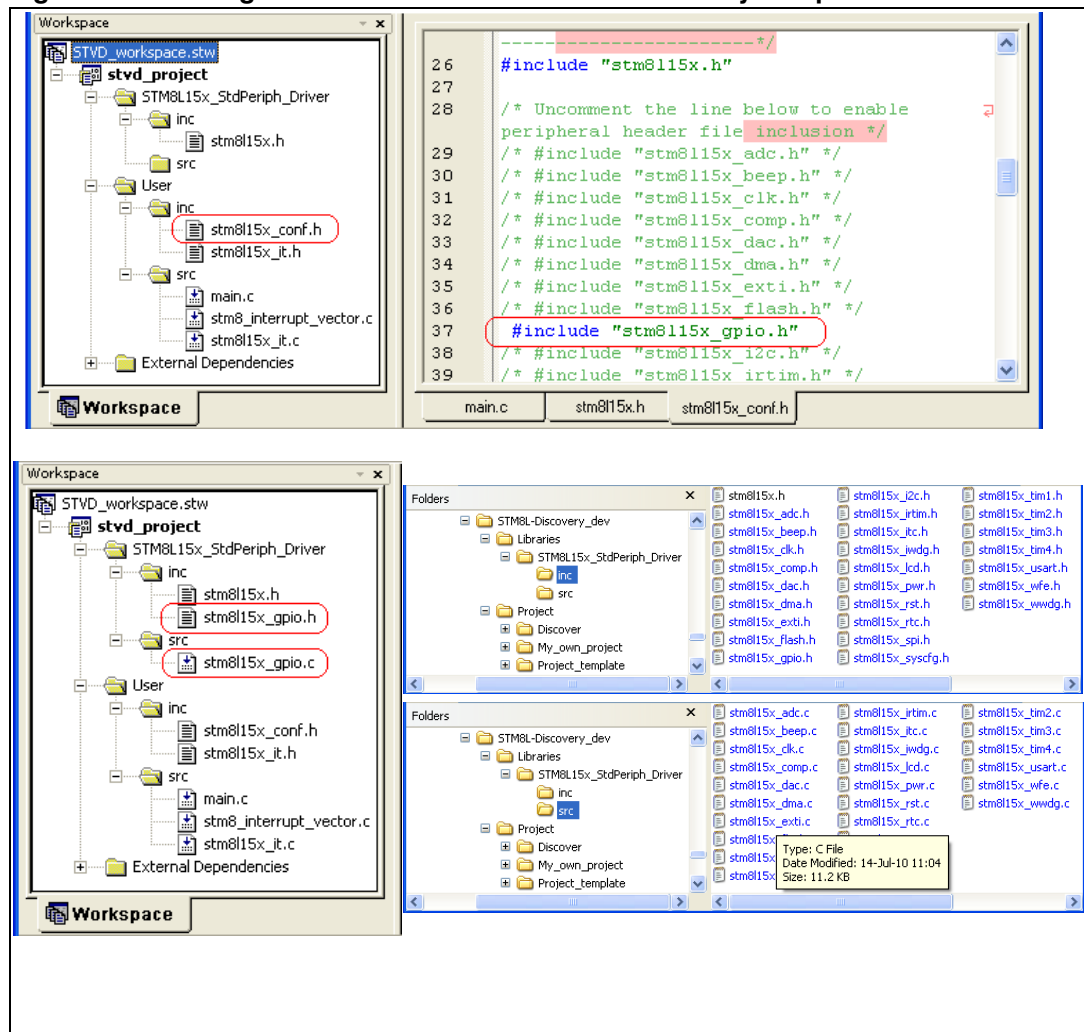 Workspace
STVD_workspace.stw
stvd_project
STM8L15x_StdPeriph_Driver
inc
stm8l15x.h
src
User
inc
stm8l15x_conf.h
stm8l15x_it.h
src
main.c
stm8_interrupt_vector.c
stm8l15x_it.c
External Dependencies
Workspace
-----------------------*/
26 #include "stm8l15x.h"
27
28 /* Uncomment the line below to enable
peripheral header file inclusion */
29 /* #include "stm8l15x_adc.h" */
30 /* #include "stm8l15x_beep.h" */
31 /* #include "stm8l15x_clk.h" */
32 /* #include "stm8l15x_comp.h" */
33 /* #include "stm8l15x_dac.h" */
34 /* #include "stm8l15x_dma.h" */
35 /* #include "stm8l15x_exti.h" */
36 /* #include "stm8l15x_flash.h" */
37 #include "stm8l15x_gpio.h"
38 /* #include "stm8l15x_i2c.h" */
39 /* #include "stm8l15x_irtim.h" */
main.c stm8l15x.h stm8l15x_conf.h
Workspace
STVD_workspace.stw
stvd_project
STM8L15x_StdPeriph_Driver
inc
stm8l15x.h
stm8l15x_gpio.h
src
stm8l15x_gpio.c
User
inc
stm8l15x_conf.h
stm8l15x_it.h
src
main.c
stm8_interrupt_vector.c
stm8l15x_it.c
External Dependencies
Workspace
Folders
STM8L-Discovery_dev
Libraries
STM8L15x_StdPeriph_Driver
inc
src
Project
Discover
My_own_project
Project_template
stm8l15x.h stm8l15x_i2c.h stm8l15x_tim1.h
stm8l15x_adc.h stm8l15x_irtim.h stm8l15x_tim2.h
stm8l15x_beep.h stm8l15x_itc.h stm8l15x_tim3.h
stm8l15x_clk.h stm8l15x_iwdg.h stm8l15x_tim4.h
stm8l15x_comp.h stm8l15x_lcd.h stm8l15x_usart.h
stm8l15x_dac.h stm8l15x_pwr.h stm8l15x_wfe.h
stm8l15x_dma.h stm8l15x_rst.h stm8l15x_wwdg.h
stm8l15x_exti.h stm8l15x_rtc.h
stm8l15x_flash.h stm8l15x_spi.h
stm8l15x_gpio.h stm8l15x_syscfg.h
Folders
STM8L-Discovery_dev
Libraries
STM8L15x_StdPeriph_Driver
inc
src
Project
Discover
My_own_project
Project_template
stm8l15x_adc.c stm8l15x_irtim.c stm8l15x_tim2.c
stm8l15x_beep.c stm8l15x_itc.c stm8l15x_tim3.c
stm8l15x_clk.c stm8l15x_iwdg.c stm8l15x_tim4.c
stm8l15x_comp.c stm8l15x_lcd.c stm8l15x_usart.c
stm8l15x_dac.c stm8l15x_pwr.c stm8l15x_wfe.c
stm8l15x_dma.c stm8l15x_rst.c stm8l15x_wwdg.c
stm8l15x_exti.c stm8l15x_rtc.c
stm8l15x
stm8l15x
Type: C File
Date Modified: 14-Jul-10 11:04
Size: 11.2 KB